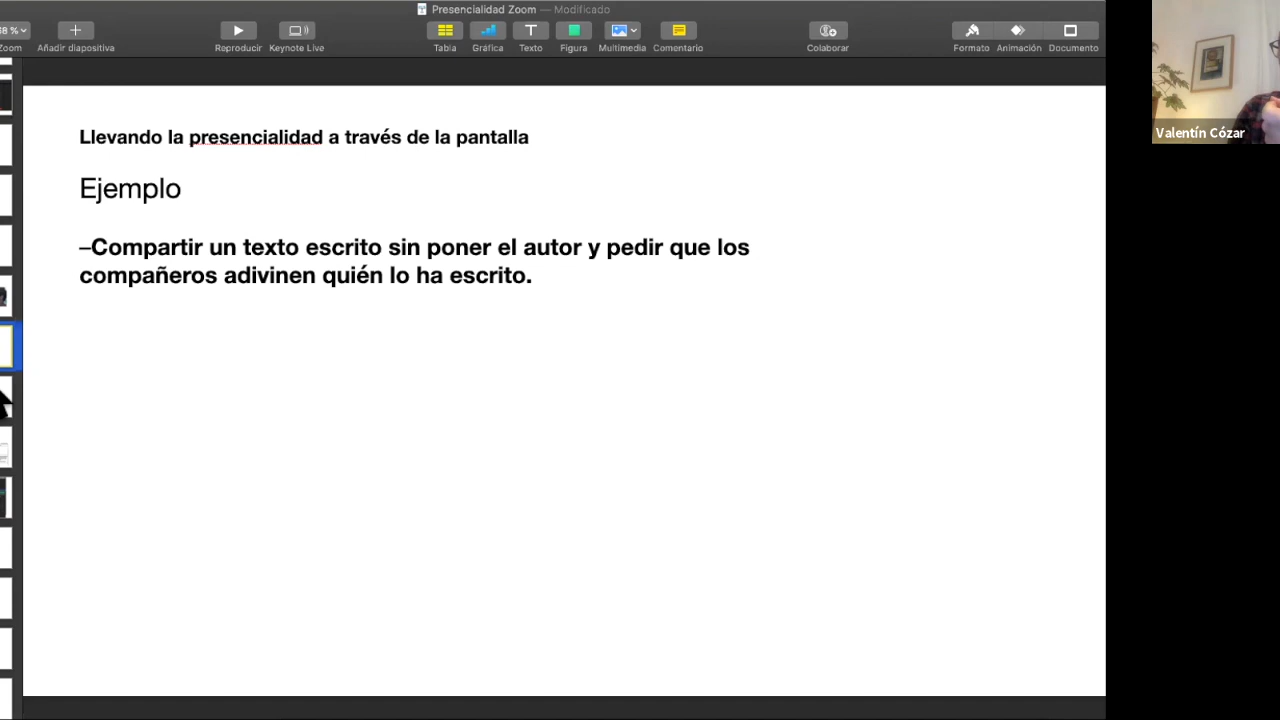 Presencialidad Zoom — Modificado
Zoom
Añadir diapositiva
Reproducir
Keynote Live
Tabla
Gráfica
Texto
Figura
Multimedia
Comentario
Colaborar
Formato
Animación
Documento
Valentín Cózar
Llevando la presencialidad a través de la pantalla
Ejemplo
–Compartir un texto escrito sin poner el autor y pedir que los
compañeros adivinen quién lo ha escrito.